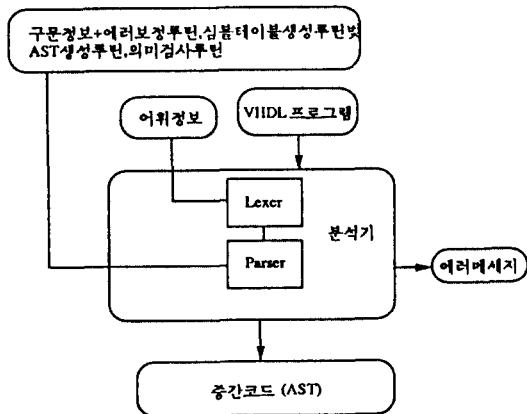 구문정보+에러보정루틴,심볼테이블생성루틴및
AST생성루틴,의미검사루틴
어휘정보
VHDL 프로그램
Lexer
분석기
Parser
에러메세지
중간코드 (AST)